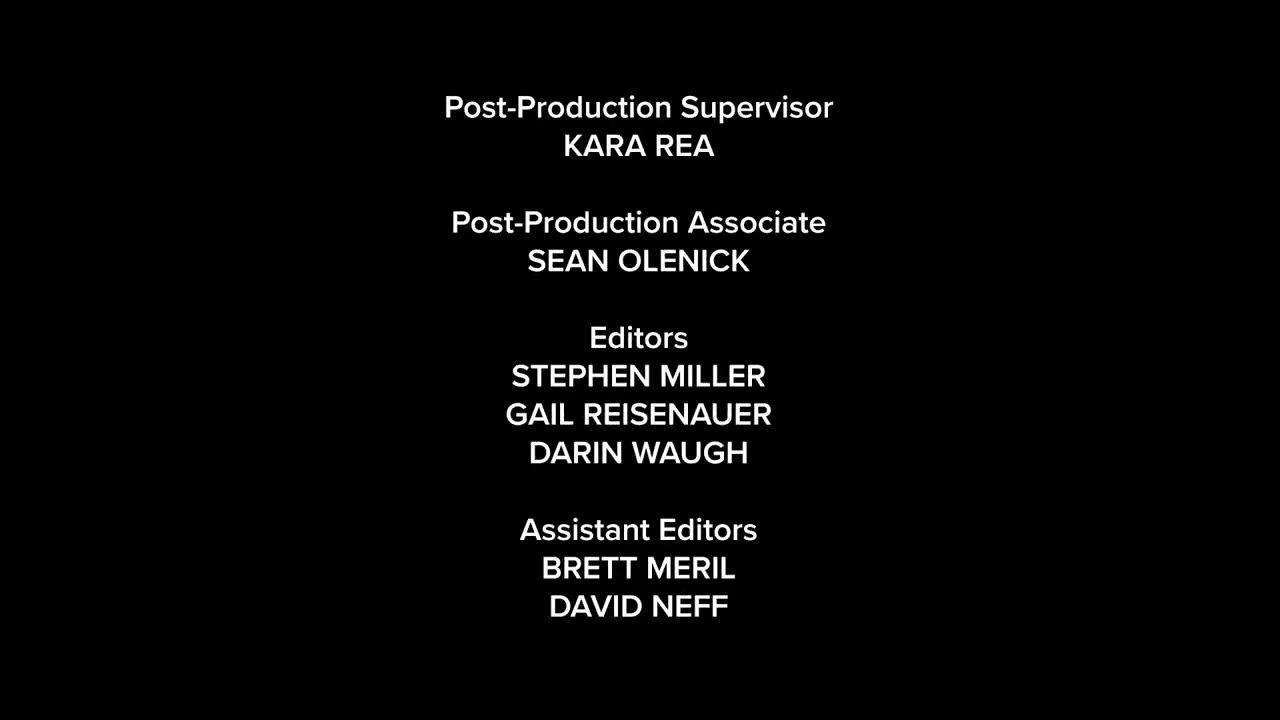 Post-Production Supervisor
KARA REA
Post-Production Associate
SEAN OLENICK
Editors
STEPHEN MILLER
GAIL REISENAUER
DARIN WAUGH
Assistant Editors
BRETT MERIL
DAVID NEFF